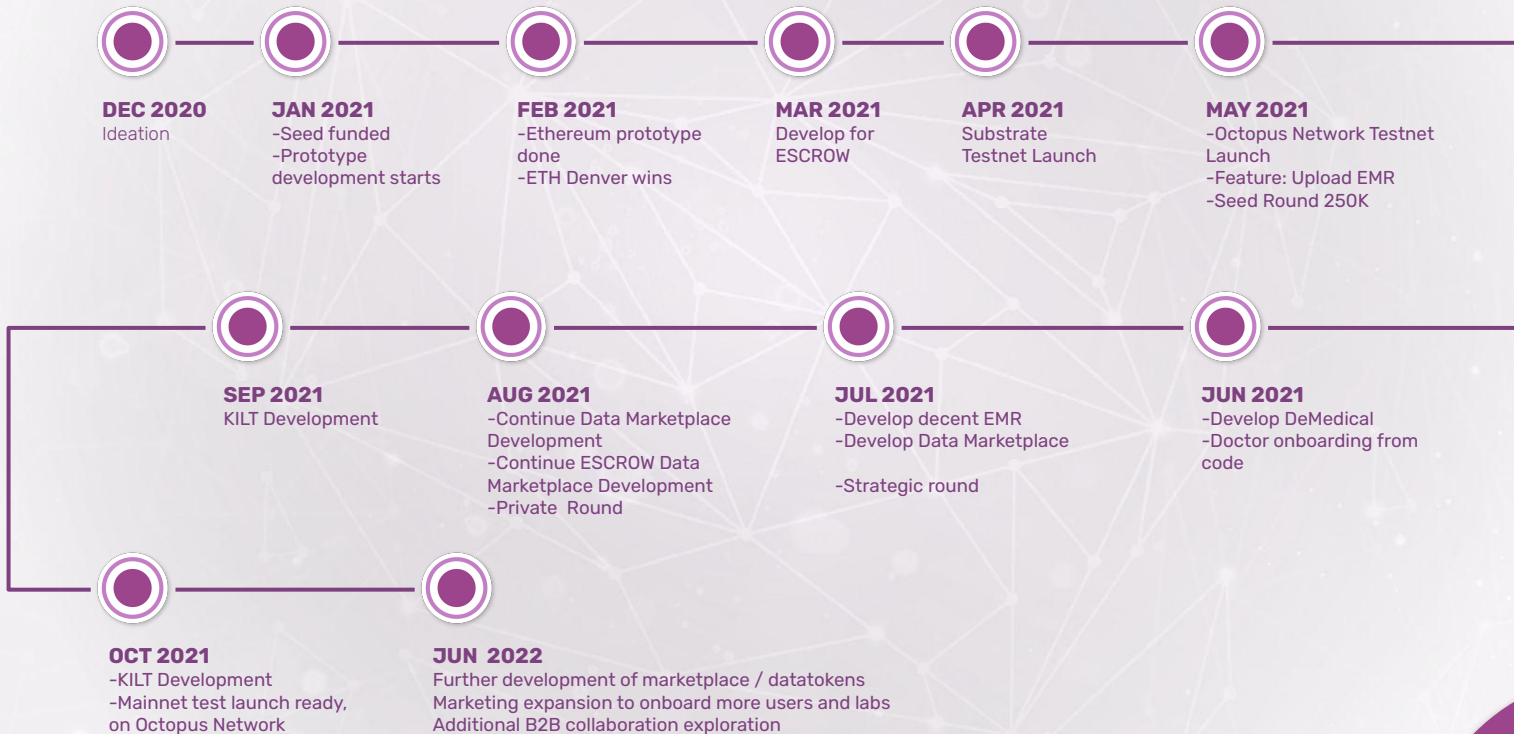 DEC 2020
Ideation
JAN 2021
-Seed funded
-Prototype
development starts
FEB 2021
-Ethereum prototype
done
-ETH Denver wins
MAR 2021
Develop for
ESCROW
APR 2021
Substrate
Testnet Launch
MAY 2021
-Octopus Network Testnet
Launch
-Feature: Upload EMR
-Seed Round 250K
JUN 2021
-Develop DeMedical
-Doctor onboarding from
code
JUL 2021
-Develop decent EMR
-Develop Data Marketplace
-Strategic round
AUG 2021
-Continue Data Marketplace
Development
-Continue ESCROW Data
Marketplace Development
-Private  Round
SEP 2021
KILT Development
OCT 2021
-KILT Development
-Mainnet test launch ready,
on Octopus Network
JUN  2022
Further development of marketplace / datatokens
Marketing expansion to onboard more users and labs
Additional B2B collaboration exploration